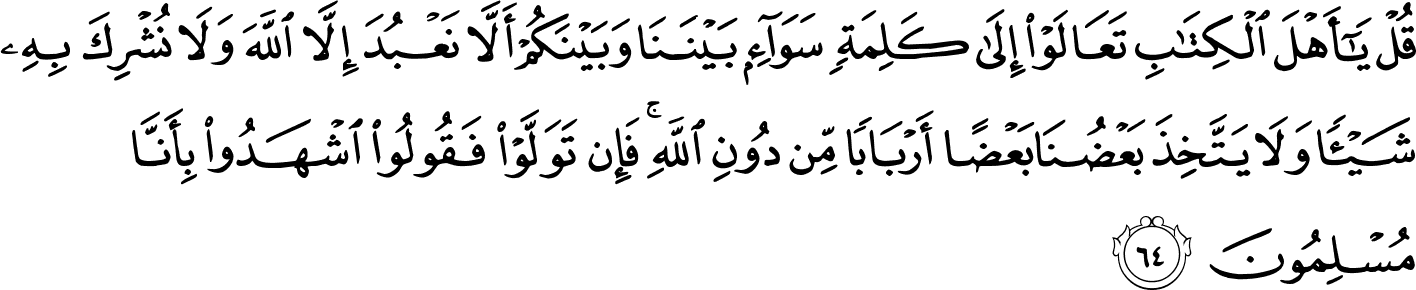 قُلْ يَـٰٓأَهْلَ ٱلْكِتَـٰبِ تَعَالَوْا۟ إِلَىٰ كَلِمَةٍ سَوَآءٍۭ بَيْنَنَا وَبَيْنَكُمْ أَلَّا نَعْبُدَ إِلَّا ٱللَّهَ وَلَا نُشْرِكَ بِهِۦ
شَيْـًٔا وَلَا يَتَّخِذَ بَعْضُنَا بَعْضًا أَرْبَابًا مِّن دُونِ ٱللَّهِ ۚ فَإِن تَوَلَّوْا۟ فَقُولُوا۟ ٱشْهَدُوا۟ بِأَنَّا
مُسْلِمُونَ ٦٤